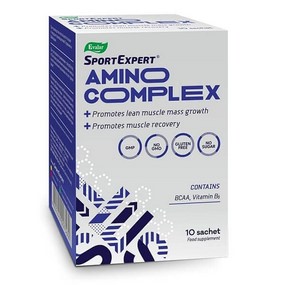 Evalar
SPORTEXPERT®
AMINO
COMPLEX
+ Promotes lean muscle mass growth
+ Promotes muscle recovery
GMP
NO GMO
GLUTEN FREE
NO SUGAR
CONTAINS
BCAA, Vitamin B₆
10 sachet
Food supplement